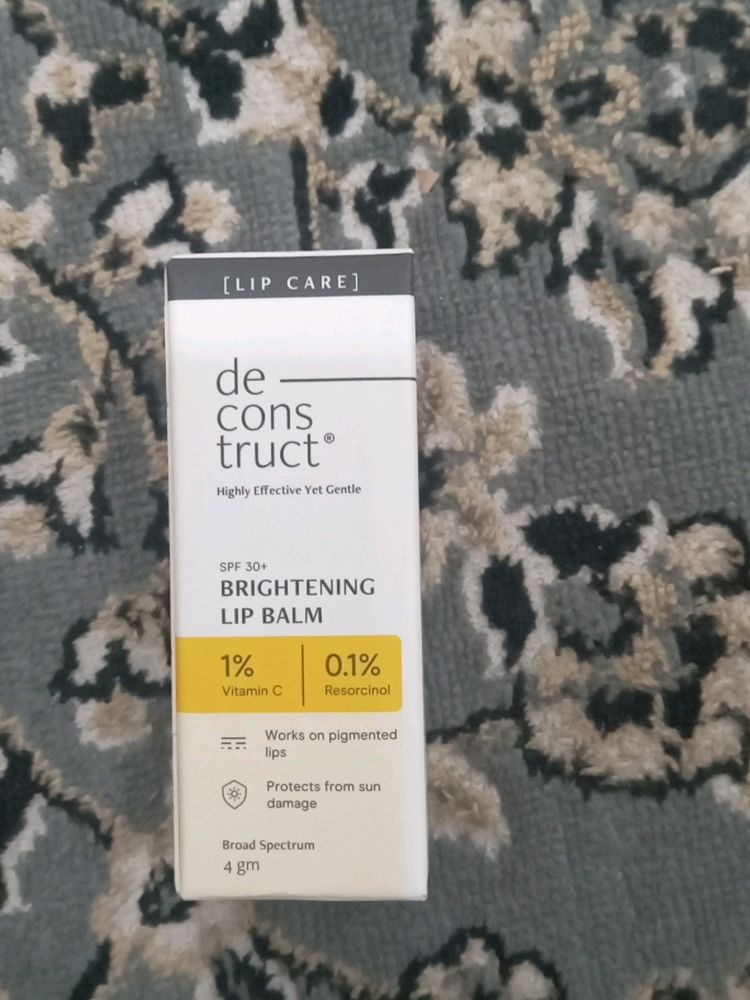 [LIP CARE]
de
cons
truct®
Highly Effective Yet Gentle
SPF 30+
BRIGHTENING
LIP BALM
1% 0.1%
Vitamin C Resorcinol
Works on pigmented
lips
Protects from sun
damage
Broad Spectrum
4 gm